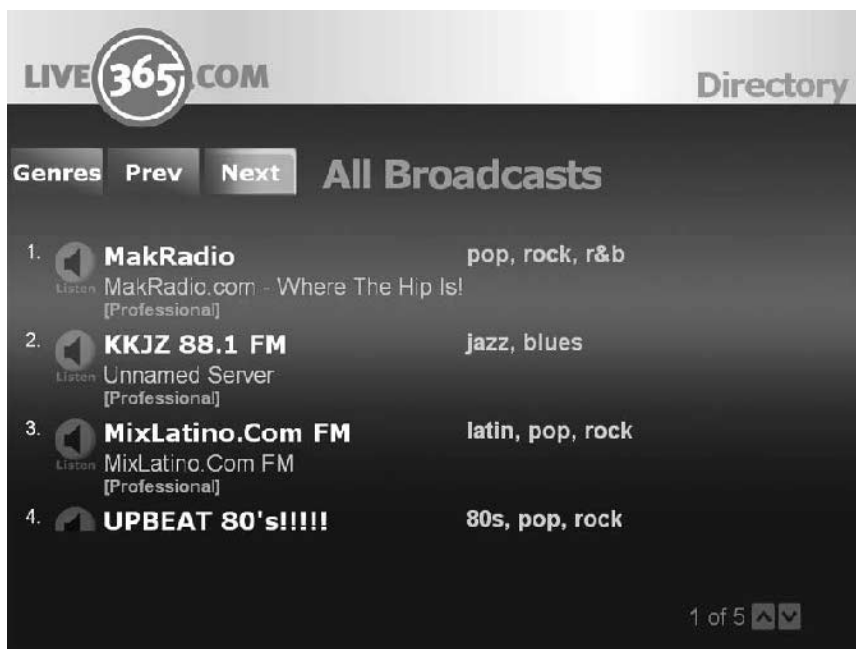 LIVE 365 .COM
Directory
Genres Prev Next All Broadcasts
1. MakRadio pop, rock, r&b
Listen MakRadio.com - Where The Hip Is!
[Professional]
2. KKJZ 88.1 FM jazz, blues
Listen Unnamed Server
[Professional]
3. MixLatino.Com FM latin, pop, rock
Listen MixLatino.Com FM
[Professional]
4. UPBEAT 80's!!!!! 80s, pop, rock
1 of 5